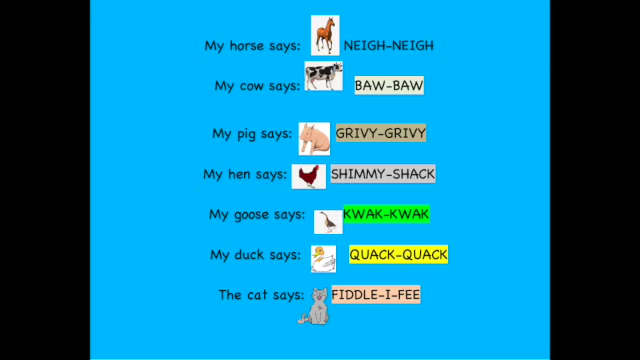 My horse says: NEIGH-NEIGH
My cow says: BAW-BAW
My pig says: GRIVY-GRIVY
My hen says: SHIMMY-SHACK
My goose says: KWAK-KWAK
My duck says: QUACK-QUACK
The cat says: FIDDLE-I-FEE